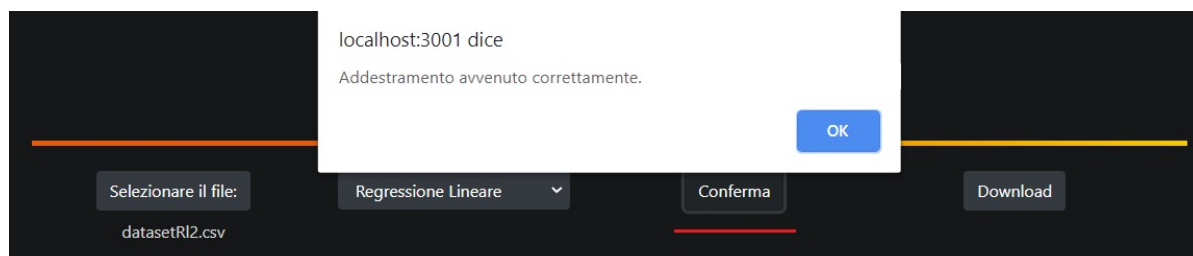 localhost:3001 dice
Addestramento avvenuto correttamente.
OK
Selezionare il file:
Regressione Lineare
Conferma
Download
datasetRl2.csv